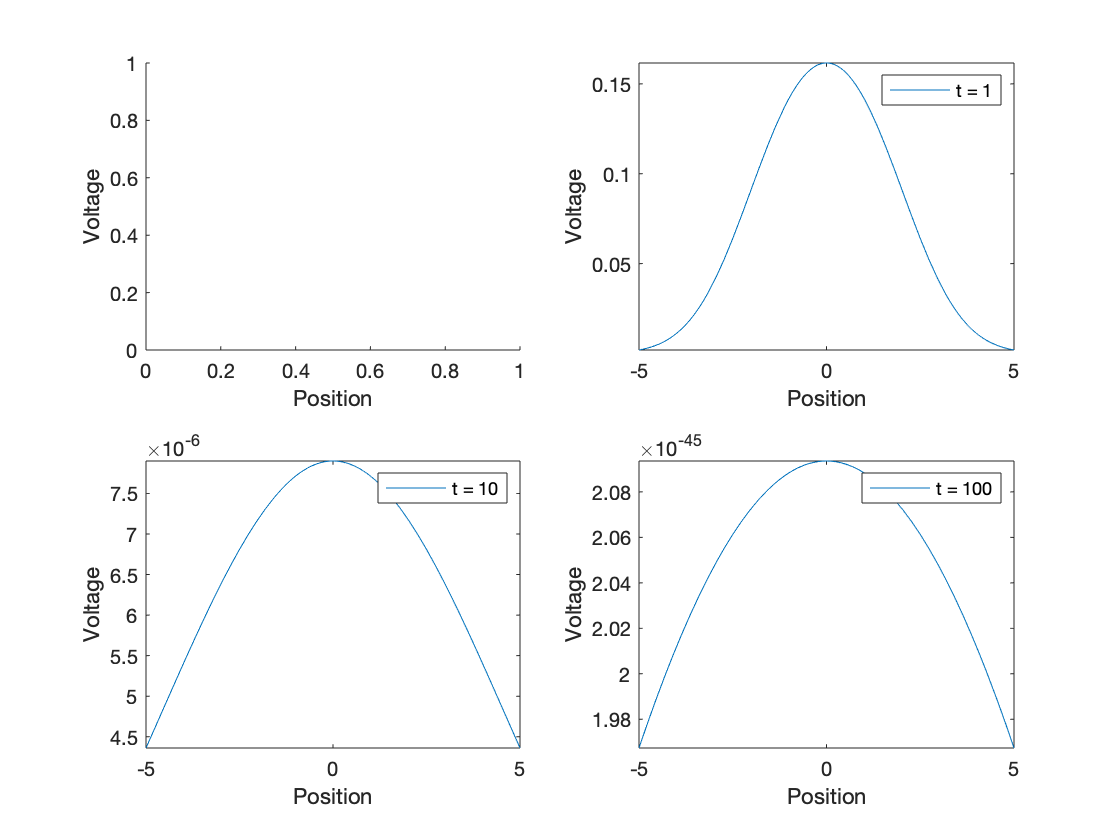 1
0.8
0.6
0.4
0.2
0
0 0.2 0.4 0.6 0.8 1
Voltage
Position
0.15
0.1
0.05
-5 0 5
Voltage
Position
t = 1
×10-6
7.5
7
6.5
6
5.5
5
4.5
-5 0 5
Voltage
Position
t = 10
×10-45
2.08
2.06
2.04
2.02
2
1.98
-5 0 5
Voltage
Position
t = 100